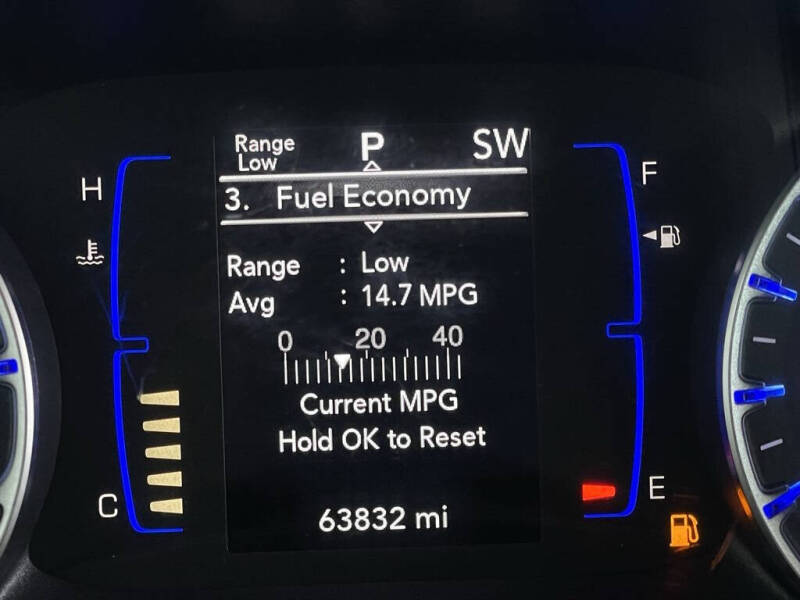 Range Low
P
SW
3. Fuel Economy
H
F
Range : Low
Avg : 14.7 MPG
0 20 40
Current MPG
Hold OK to Reset
C
E
63832 mi